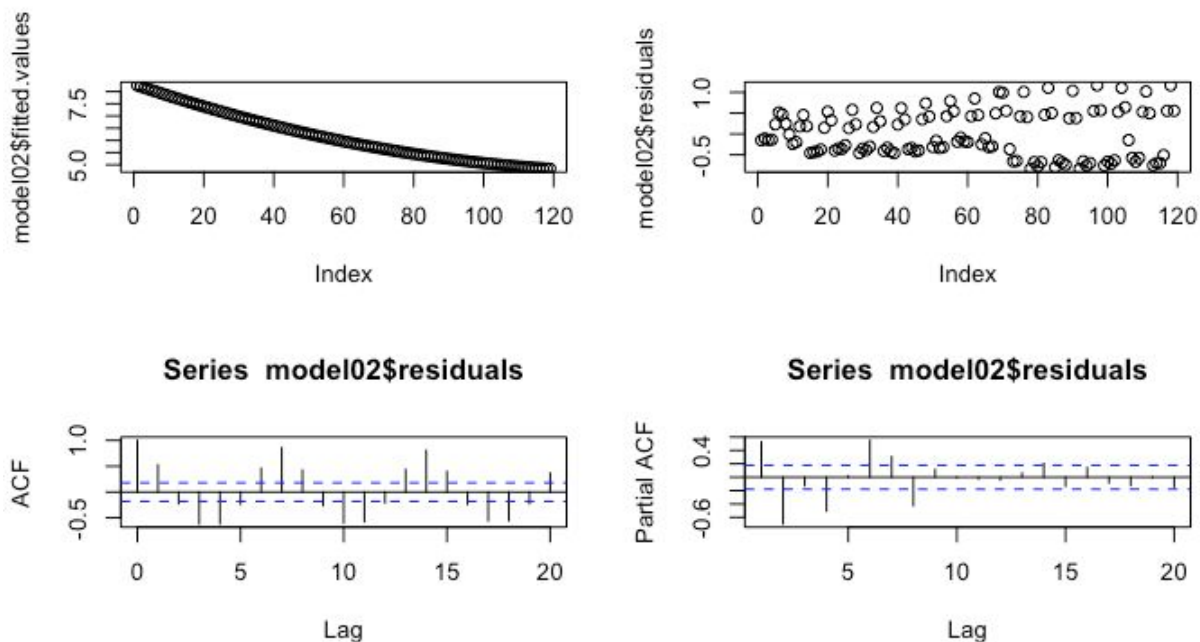 model02$fitted.values
7.5
5.0
0 20 40 60 80 100 120
Index
model02$residuals
1.0
-0.5
0 20 40 60 80 100 120
Index
Series model02$residuals
ACF
1.0
-0.5
0 5 10 15 20
Lag
Series model02$residuals
Partial ACF
0.4
-0.6
5 10 15 20
Lag